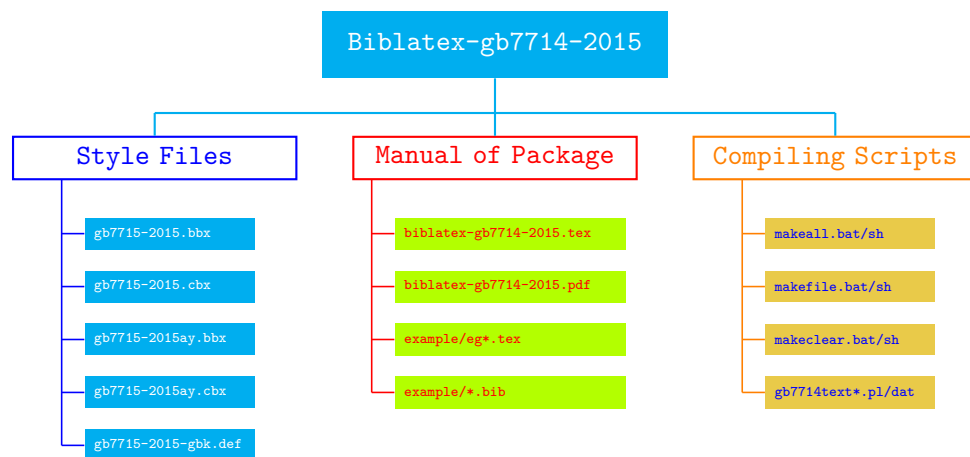 Biblatex-gb7714-2015
Style Files
gb7715-2015.bbx
gb7715-2015.cbx
gb7715-2015ay.bbx
gb7715-2015ay.cbx
gb7715-2015-gbk.def
Manual of Package
biblatex-gb7714-2015.tex
biblatex-gb7714-2015.pdf
example/eg*.tex
example/*.bib
Compiling Scripts
makeall.bat/sh
makefile.bat/sh
makeclear.bat/sh
gb7714text*.pl/dat